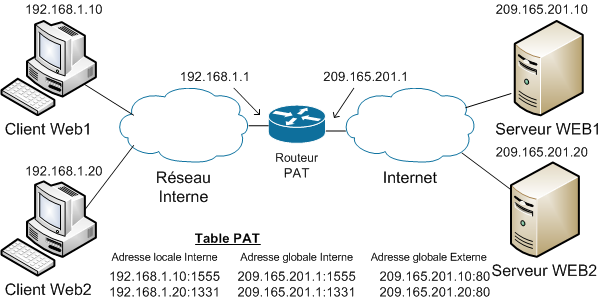 192.168.1.10
209.165.201.10
192.168.1.1
209.165.201.1
Client Web1
Serveur WEB1
192.168.1.20
209.165.201.20
Routeur
PAT
Réseau
Interne
Internet
Table PAT
Adresse locale Interne Adresse globale Interne Adresse globale Externe
192.168.1.10:1555 209.165.201.1:1555 209.165.201.10:80
192.168.1.20:1331 209.165.201.1:1331 209.165.201.20:80
Client Web2
Serveur WEB2